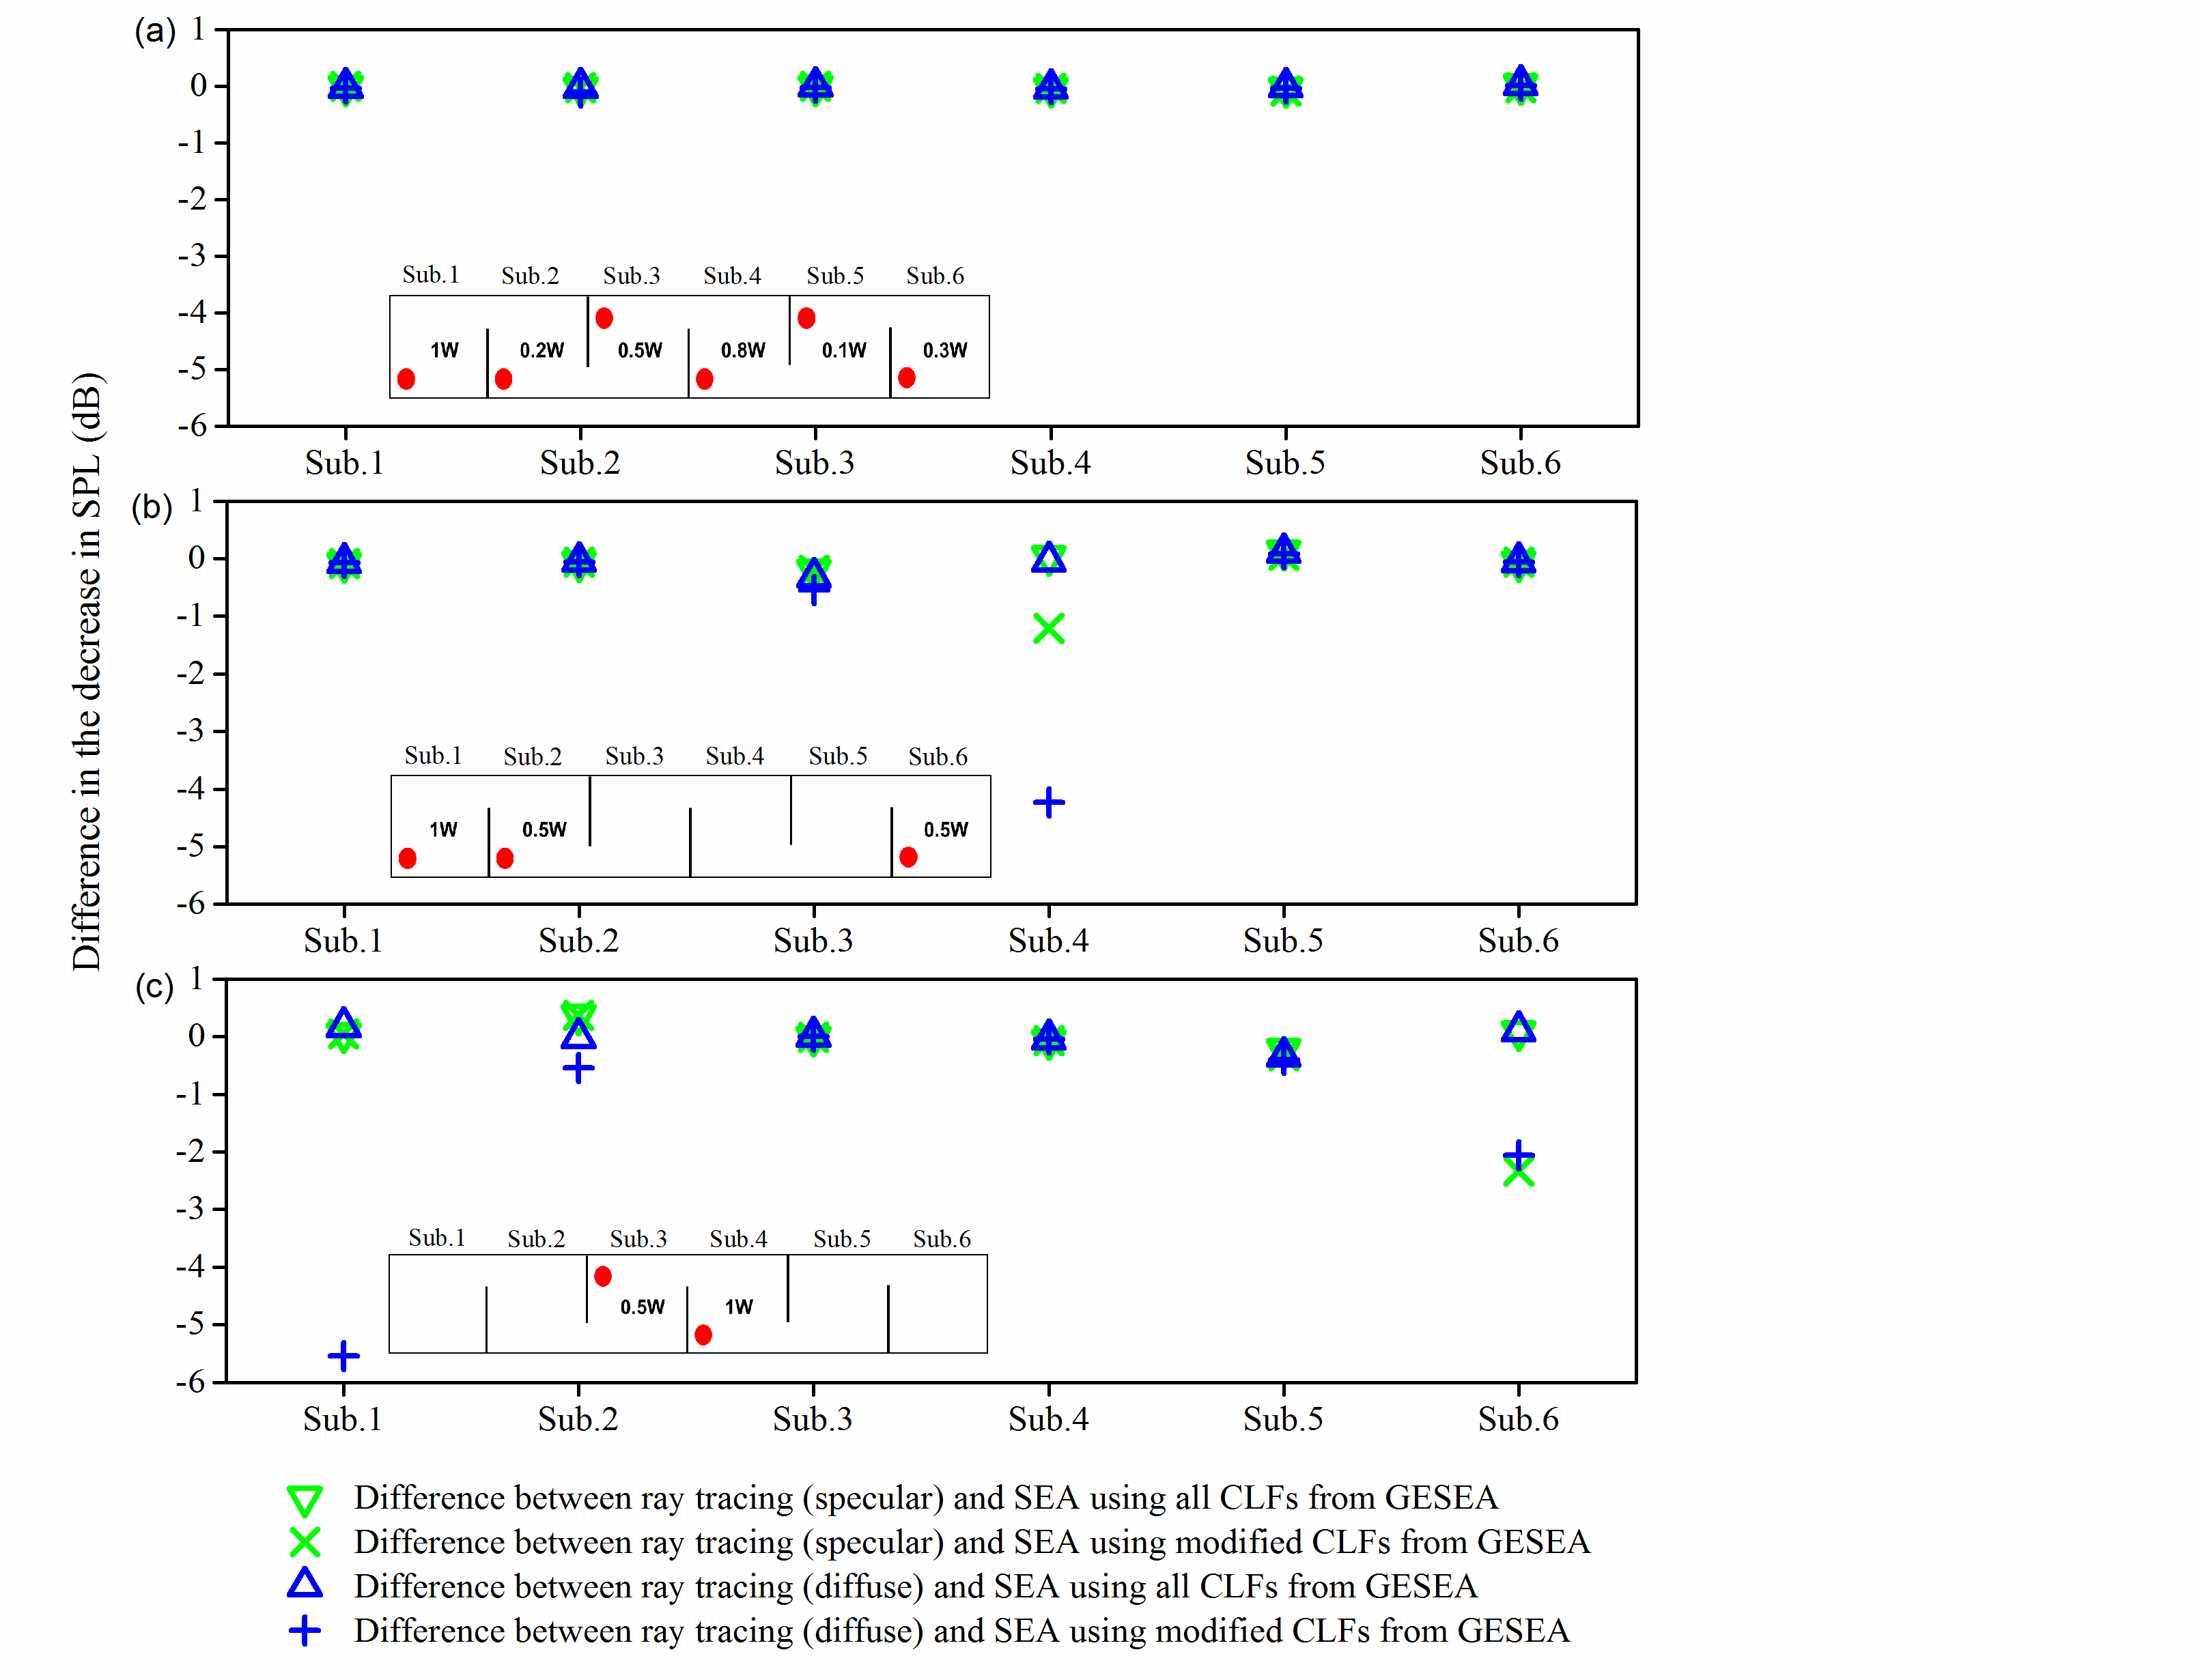 Difference in the decrease in SPL (dB)
(a)
1
0
-1
-2
-3
-4
-5
-6
Sub.1 Sub.2 Sub.3 Sub.4 Sub.5 Sub.6
1W 0.2W 0.5W 0.8W 0.1W 0.3W
Sub.1 Sub.2 Sub.3 Sub.4 Sub.5 Sub.6
(b)
1
0
-1
-2
-3
-4
-5
-6
Sub.1 Sub.2 Sub.3 Sub.4 Sub.5 Sub.6
1W 0.5W 0.5W
Sub.1 Sub.2 Sub.3 Sub.4 Sub.5 Sub.6
(c)
1
0
-1
-2
-3
-4
-5
-6
Sub.1 Sub.2 Sub.3 Sub.4 Sub.5 Sub.6
0.5W 1W
Sub.1 Sub.2 Sub.3 Sub.4 Sub.5 Sub.6
Difference between ray tracing (specular) and SEA using all CLFs from GESEA
Difference between ray tracing (specular) and SEA using modified CLFs from GESEA
Difference between ray tracing (diffuse) and SEA using all CLFs from GESEA
Difference between ray tracing (diffuse) and SEA using modified CLFs from GESEA